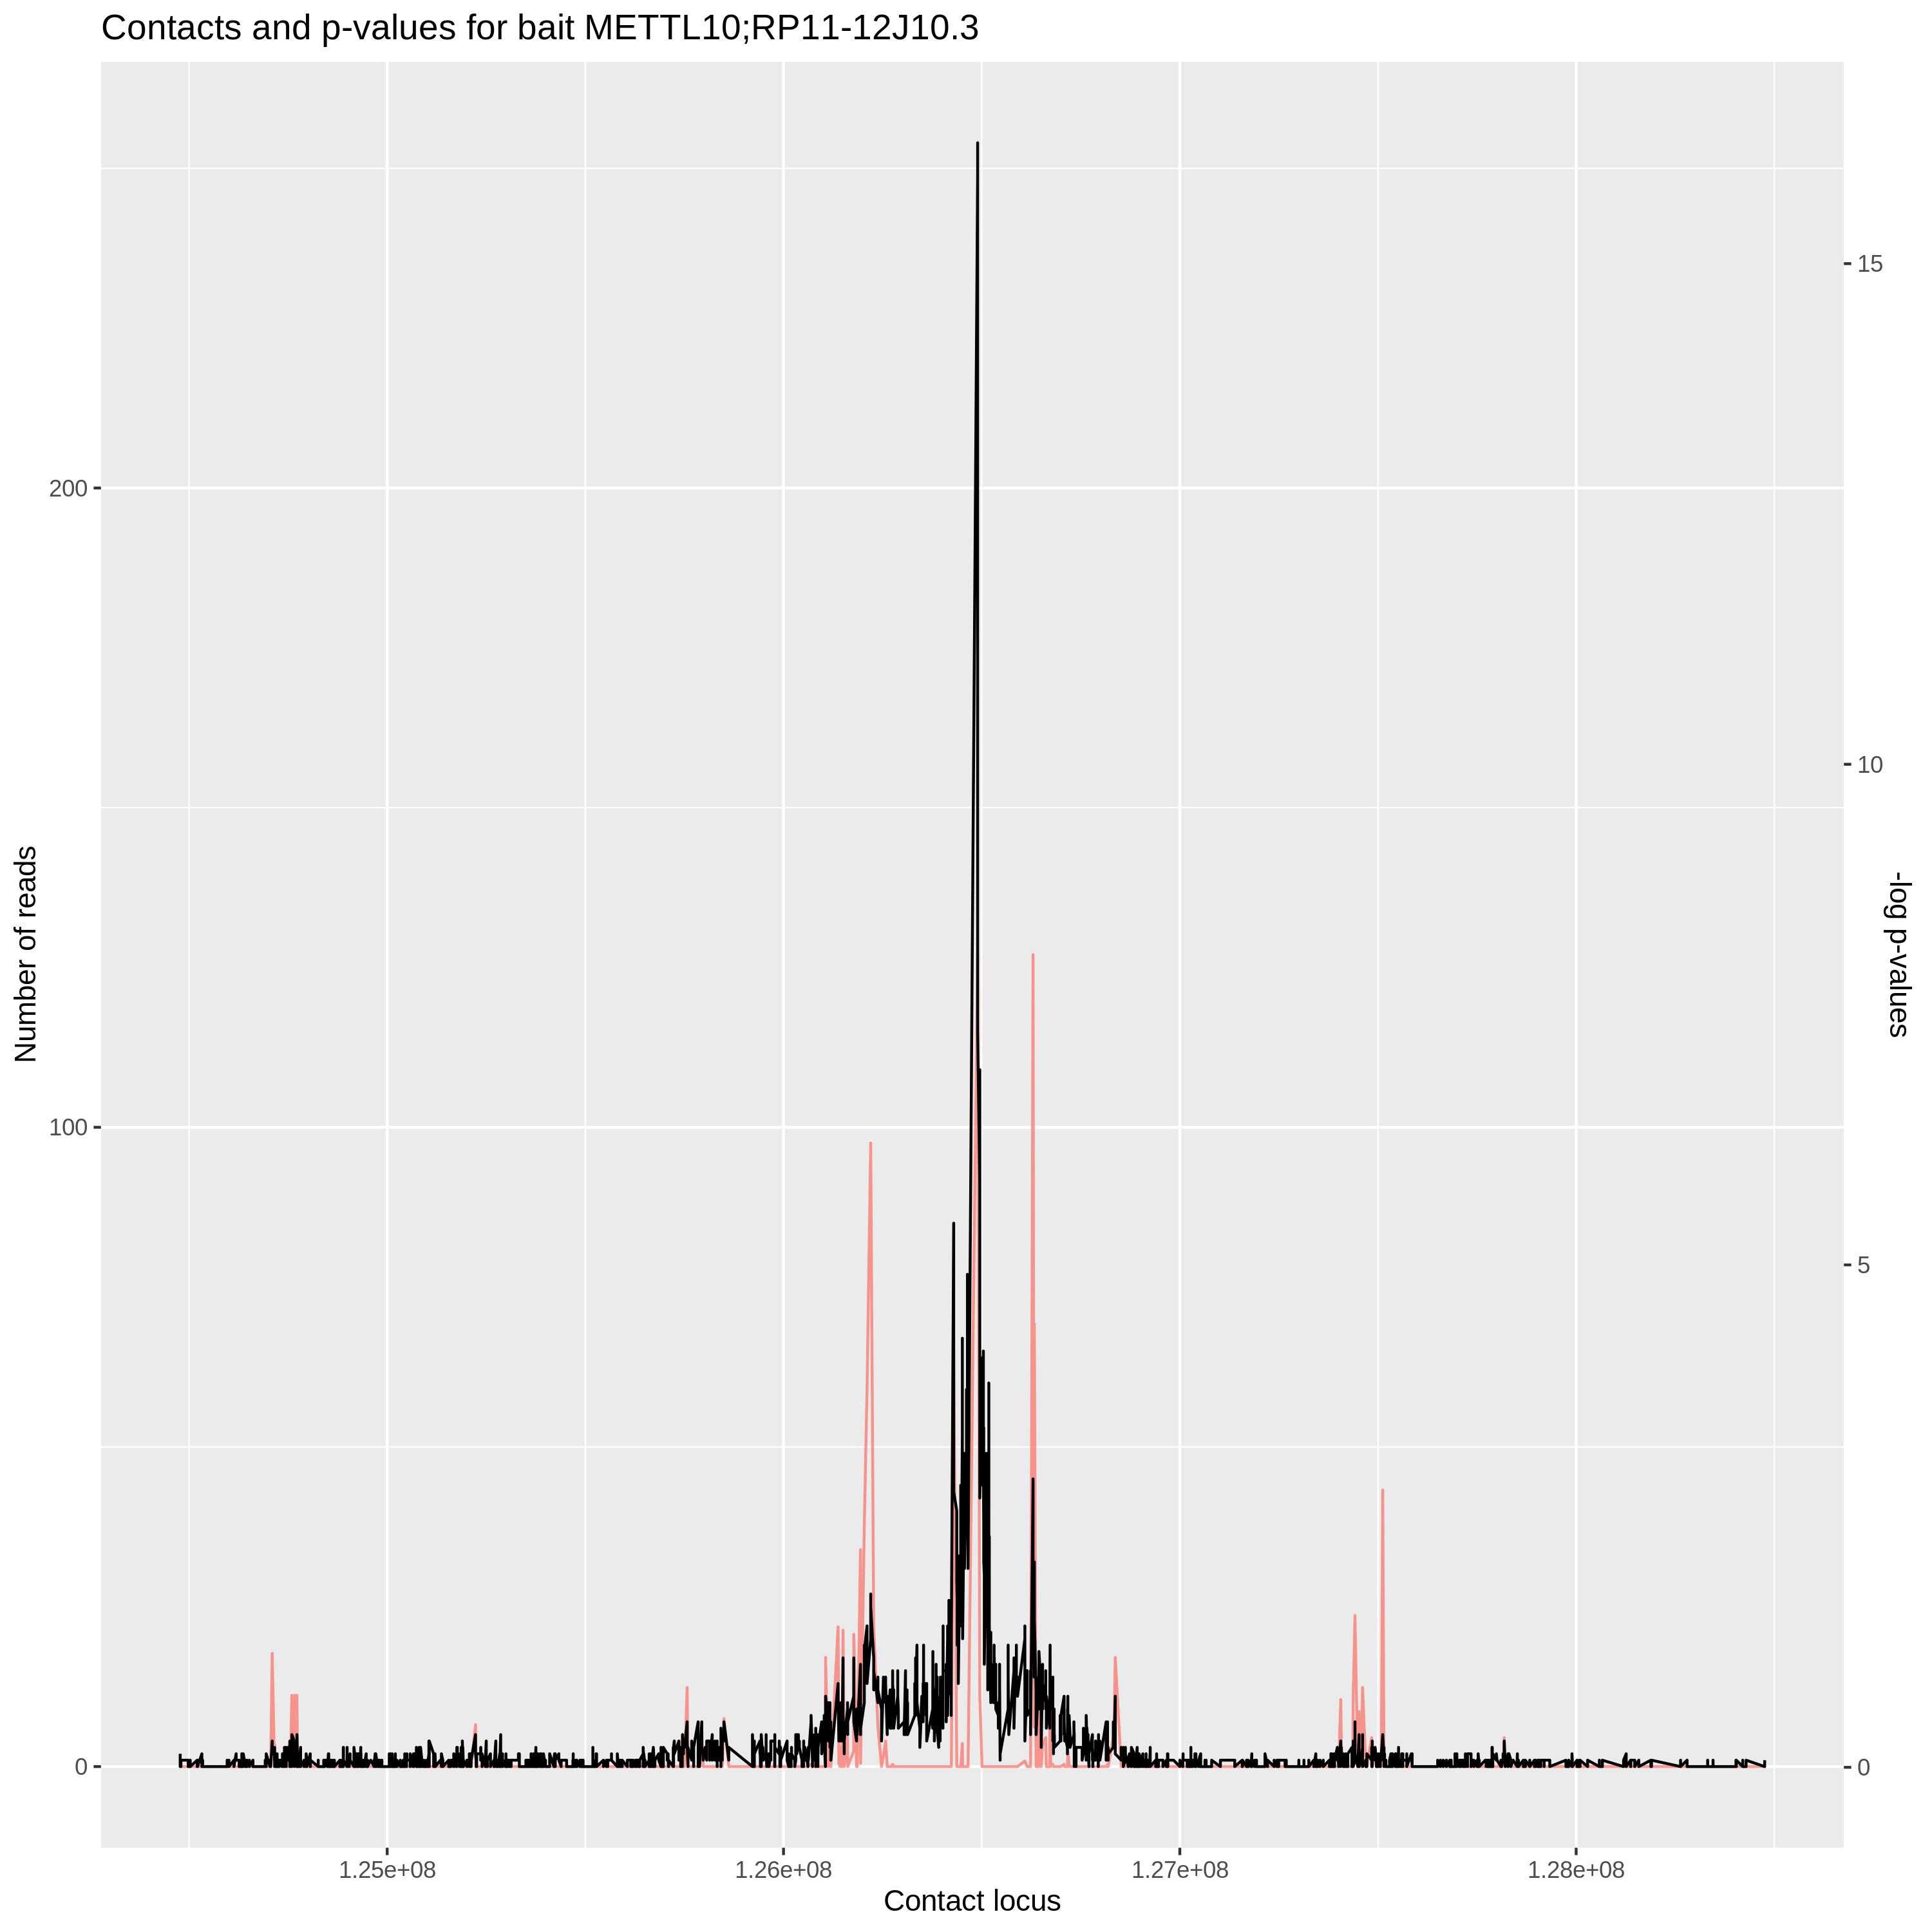 Contacts and p-values for bait METTL10;RP11-12J10.3
Number of reads
200
100
0
15
10
5
0
-log p-values
1.25e+08
1.26e+08
1.27e+08
1.28e+08
Contact locus